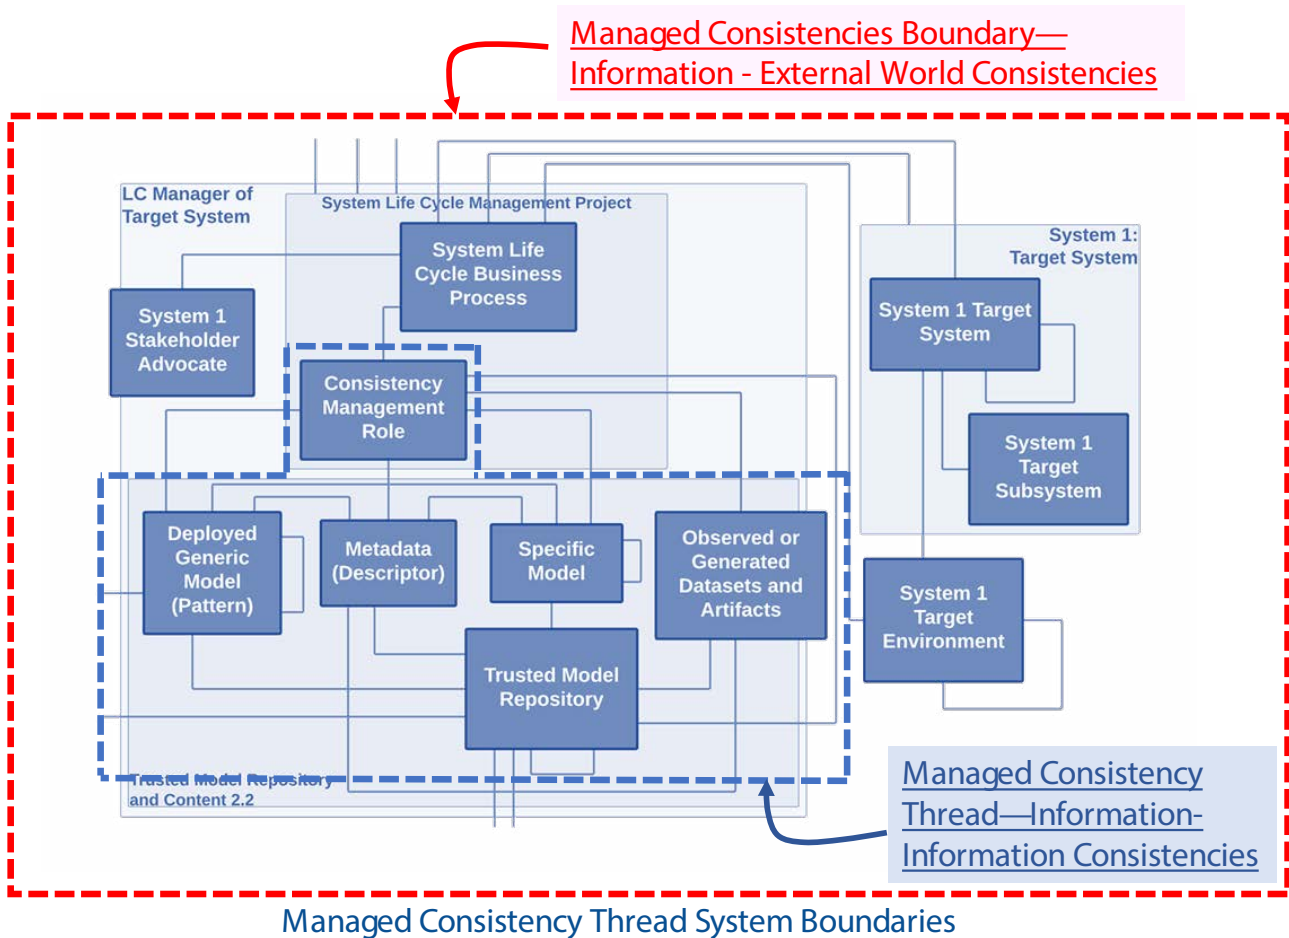 Managed Consistencies Boundary—
Information - External World Consistencies
LC Manager of
Target System
System Life Cycle Management Project
System Life
Cycle Business
Process
System 1:
Target System
System 1
Stakeholder
Advocate
System 1 Target
System
Consistency
Management
Role
System 1
Target
Subsystem
Deployed
Generic
Model
(Pattern)
Metadata
(Descriptor)
Specific
Model
Observed or
Generated
Datasets and
Artifacts
System 1
Target
Environment
Trusted Model
Repository
Trusted Model Repository
and Content 2.2
Managed Consistency
Thread—Information-
Information Consistencies
Managed Consistency Thread System Boundaries